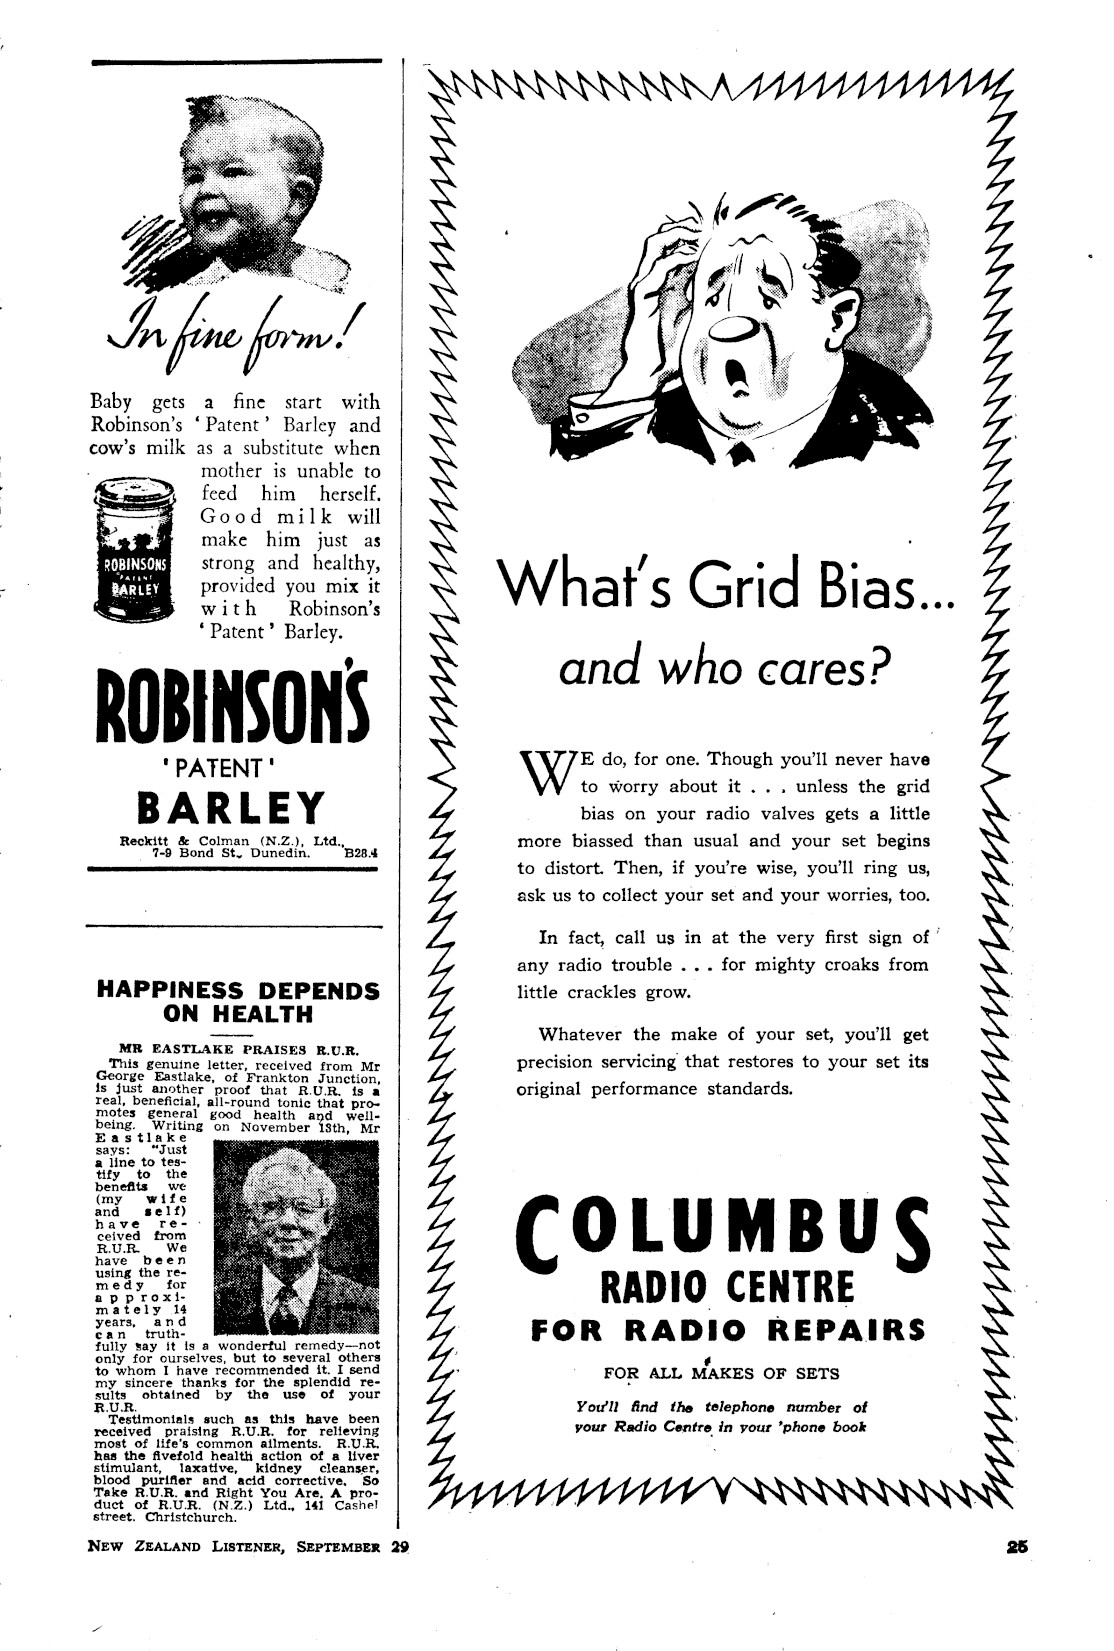 In fine form!
Baby gets a fine start with
Robinson's 'Patent' Barley and
cow's milk as a substitute when
mother is unable to
feed him herself.
Good milk will
make him just as
strong and healthy,
provided you mix it
with Robinson's
'Patent' Barley.
ROBINSONS
PATENT
BARLEY
ROBINSON'S
'PATENT'
BARLEY
Reckitt & Colman (N.Z.), Ltd.,
7-9 Bond St., Dunedin. B28.4
HAPPINESS DEPENDS
ON HEALTH
MR EASTLAKE PRAISES R.U.R.
This genuine letter, received from Mr
George Eastlake, of Frankton Junction,
is just another proof that R.U.R. is a
real, beneficial, all-round tonic that pro-
motes general good health and well-
being. Writing on November 13th, Mr
Eastlake
says: "Just
a line to tes-
tify to the
benefits we
(my wife
and self)
have re-
ceived from
R.U.R. We
have been
using the re-
medy for
approxi-
mately 14
years, and
can truth-
fully say it is a wonderful remedy—not
only for ourselves, but to several others
to whom I have recommended it. I send
my sincere thanks for the splendid re-
sults obtained by the use of your
R.U.R.
Testimonials such as this have been
received praising R.U.R. for relieving
most of life's common ailments. R.U.R.
has the fivefold health action of a liver
stimulant, laxative, kidney cleanser,
blood purifier and acid corrective. So
Take R.U.R. and Right You Are. A pro-
duct of R.U.R. (N.Z.) Ltd., 141 Cashel
street. Christchurch.
What's Grid Bias...
and who cares?
WE do, for one. Though you'll never have
to worry about it . . . unless the grid
bias on your radio valves gets a little
more biassed than usual and your set begins
to distort. Then, if you're wise, you'll ring us,
ask us to collect your set and your worries, too.
In fact, call us in at the very first sign of
any radio trouble . . . for mighty croaks from
little crackles grow.
Whatever the make of your set, you'll get
precision servicing that restores to your set its
original performance standards.
COLUMBUS
RADIO CENTRE
FOR RADIO REPAIRS
FOR ALL MAKES OF SETS
You'll find the telephone number of
your Radio Centre in your 'phone book
NEW ZEALAND LISTENER, SEPTEMBER 29
25